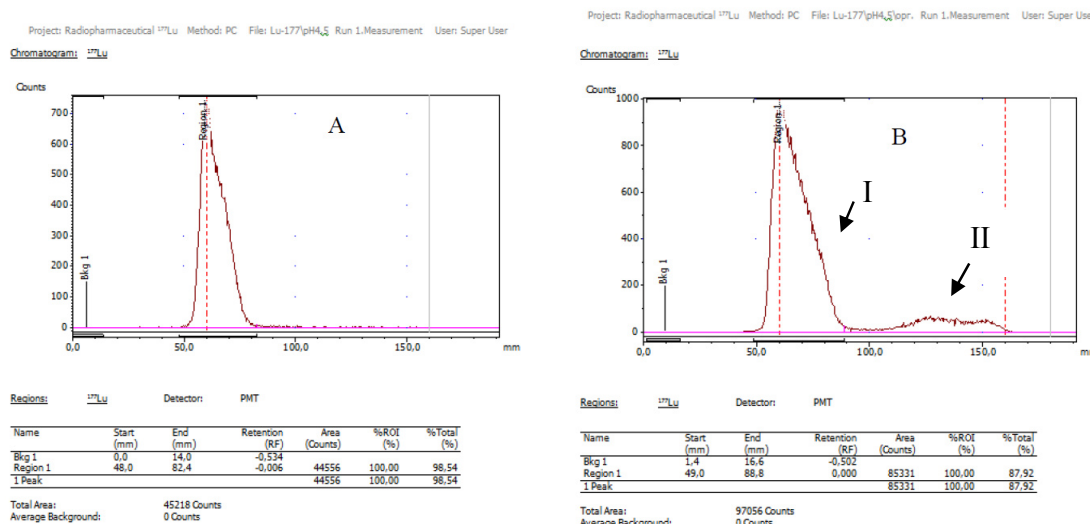 Project: Radiopharmaceutical ¹⁷⁷Lu Method: PC File: Lu-177\pH4,5 Run 1.Measurement User: Super User
Chromatogram: ¹⁷⁷Lu
Counts
700
600
500
400
300
200
100
0
Region 1
A
Bkg 1
0,0 50,0 100,0 150,0 mm
Regions: ¹⁷⁷Lu Detector: PMT
Name Start (mm) End (mm) Retention (RF) Area (Counts) %ROI (%) %Total (%)
Bkg 1 0,0 14,0 -0,534
Region 1 48,0 82,4 -0,006 44556 100,00 98,54
1 Peak 44556 100,00 98,54
Total Area: 45218 Counts
Average Background: 0 Counts
Project: Radiopharmaceutical ¹⁷⁷Lu Method: PC File: Lu-177\pH4,5\opr. Run 1.Measurement User: Super User
Chromatogram: ¹⁷⁷Lu
Counts
1000
800
600
400
200
0
Region 1
B
I
II
Bkg 1
0,0 50,0 100,0 150,0
Regions: ¹⁷⁷Lu Detector: PMT
Name Start (mm) End (mm) Retention (RF) Area (Counts) %ROI (%) %Total (%)
Bkg 1 1,4 16,6 -0,502
Region 1 49,0 88,8 0,000 85331 100,00 87,92
1 Peak 85331 100,00 87,92
Total Area: 97056 Counts
Average Background: 0 Counts